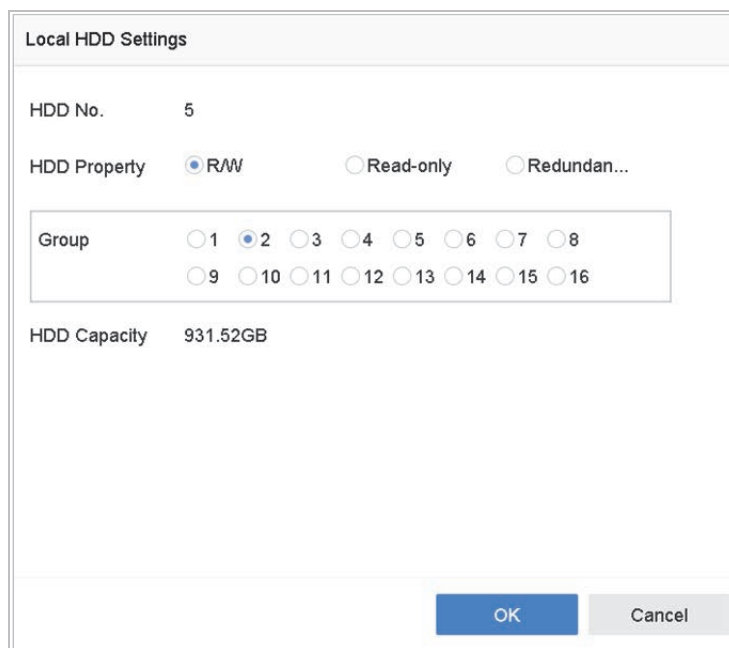 Local HDD Settings
HDD No. 5
HDD Property R/W Read-only Redundan...
Group 1 2 3 4 5 6 7 8
9 10 11 12 13 14 15 16
HDD Capacity 931.52GB
OK Cancel